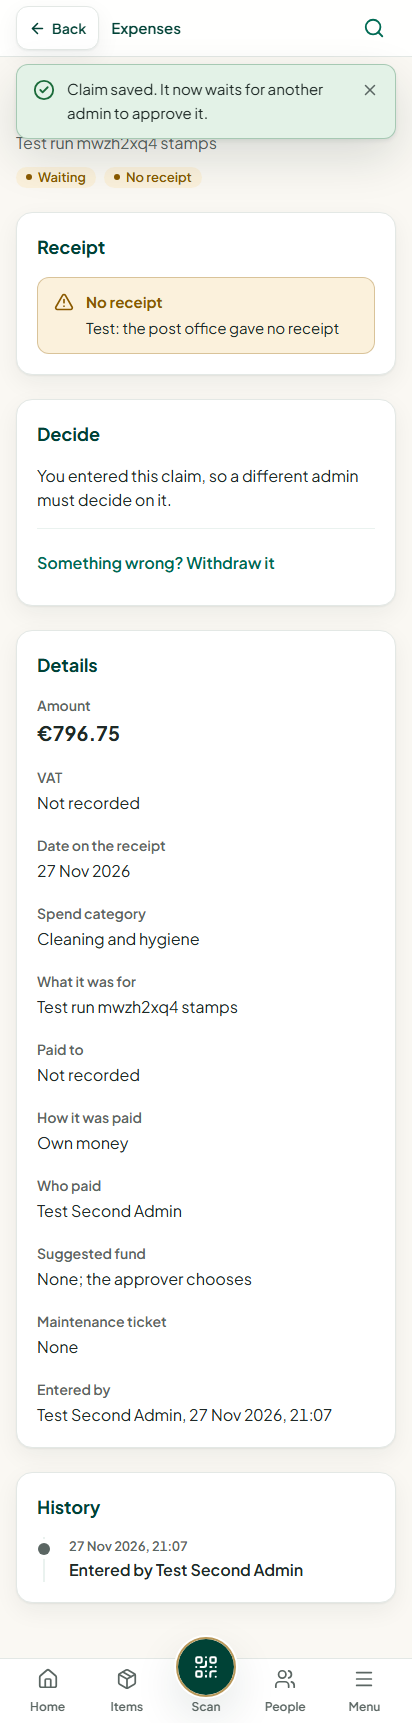 Back
Expenses
Claim saved. It now waits for another
admin to approve it.
Test run mwzh2xq4 stamps
Waiting
No receipt
Receipt
No receipt
Test: the post office gave no receipt
Decide
You entered this claim, so a different admin
must decide on it.
Something wrong? Withdraw it
Details
Amount
€796.75
VAT
Not recorded
Date on the receipt
27 Nov 2026
Spend category
Cleaning and hygiene
What it was for
Test run mwzh2xq4 stamps
Paid to
Not recorded
How it was paid
Own money
Who paid
Test Second Admin
Suggested fund
None; the approver chooses
Maintenance ticket
None
Entered by
Test Second Admin, 27 Nov 2026, 21:07
History
27 Nov 2026, 21:07
Entered by Test Second Admin
Home
Items
Scan
People
Menu